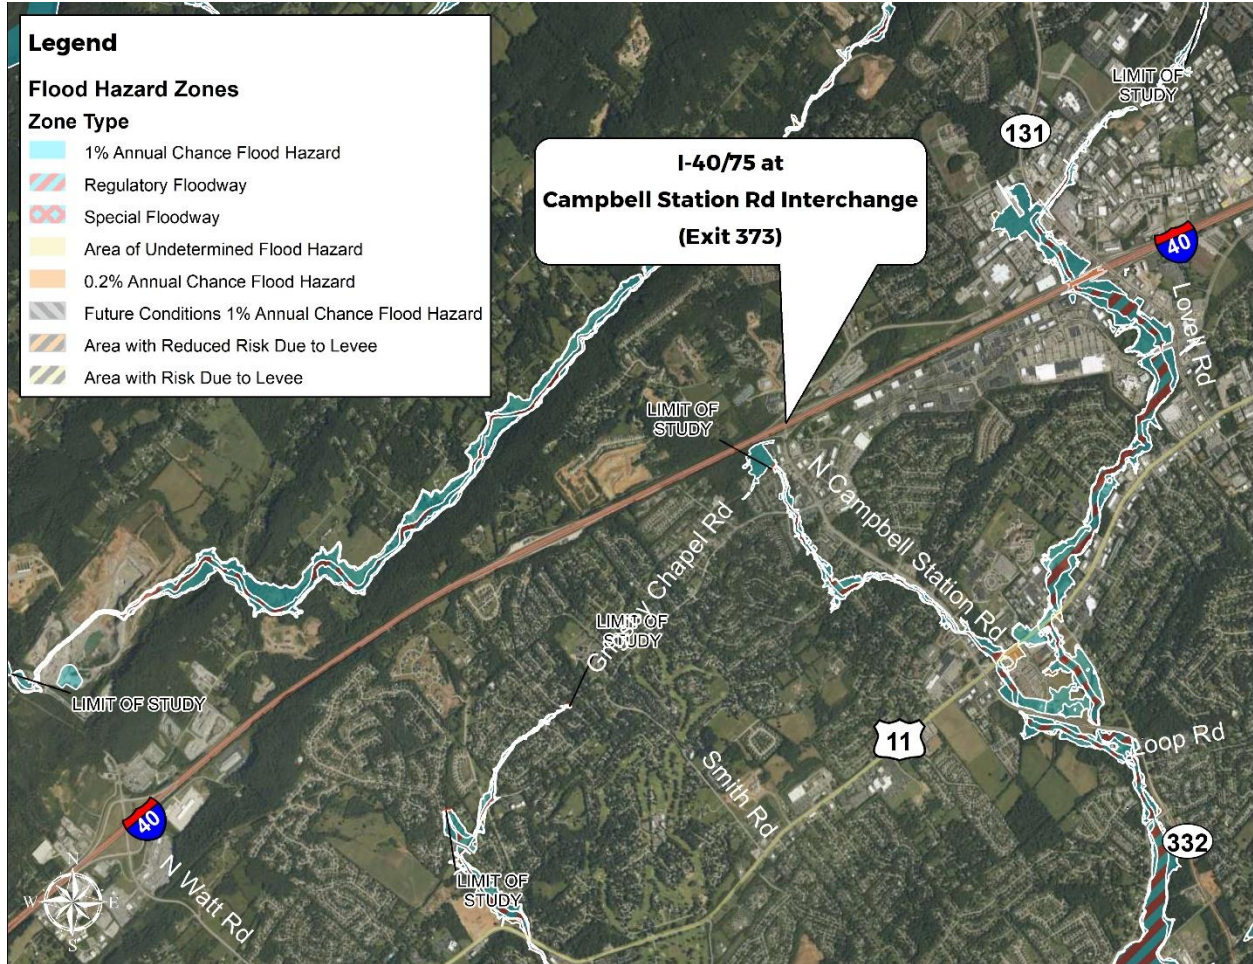 Legend
Flood Hazard Zones
Zone Type
1% Annual Chance Flood Hazard
Regulatory Floodway
Special Floodway
Area of Undetermined Flood Hazard
0.2% Annual Chance Flood Hazard
Future Conditions 1% Annual Chance Flood Hazard
Area with Reduced Risk Due to Levee
Area with Risk Due to Levee
I-40/75 at
Campbell Station Rd Interchange
(Exit 373)
LIMIT OF
STUDY
131
40
Lovell Rd
LIMIT OF
STUDY
N Campbell Station Rd
Chapel Rd
LIMIT OF
STUDY
LIMIT OF STUDY
11
Loop Rd
Smith Rd
40
332
N Watt Rd
LIMIT OF
STUDY
N
W
E
S